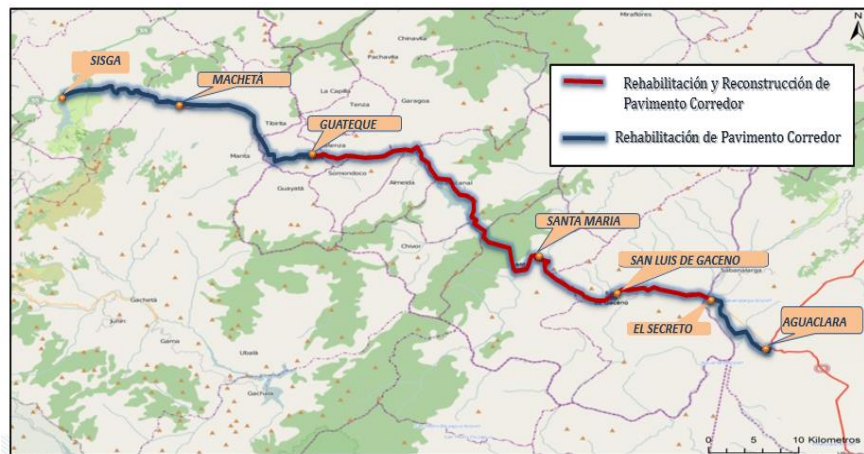 Miraflores
Chinavita
SISGA
Pachavita
MACHETÁ
La Capilla
Tenza
Garagoa
Tibirita
GUATEQUE
Manta
Somondoco
Guayatá
Almeida
Chivor
Rehabilitación y Reconstrucción de
Pavimento Corredor
Rehabilitación de Pavimento Corredor
SANTA MARIA
SAN LUIS DE GACENO
Sabanalarga
EL SECRETO
AGUACLARA
Gachetá
Gama
Ubalá
0 5 10 Kilometros